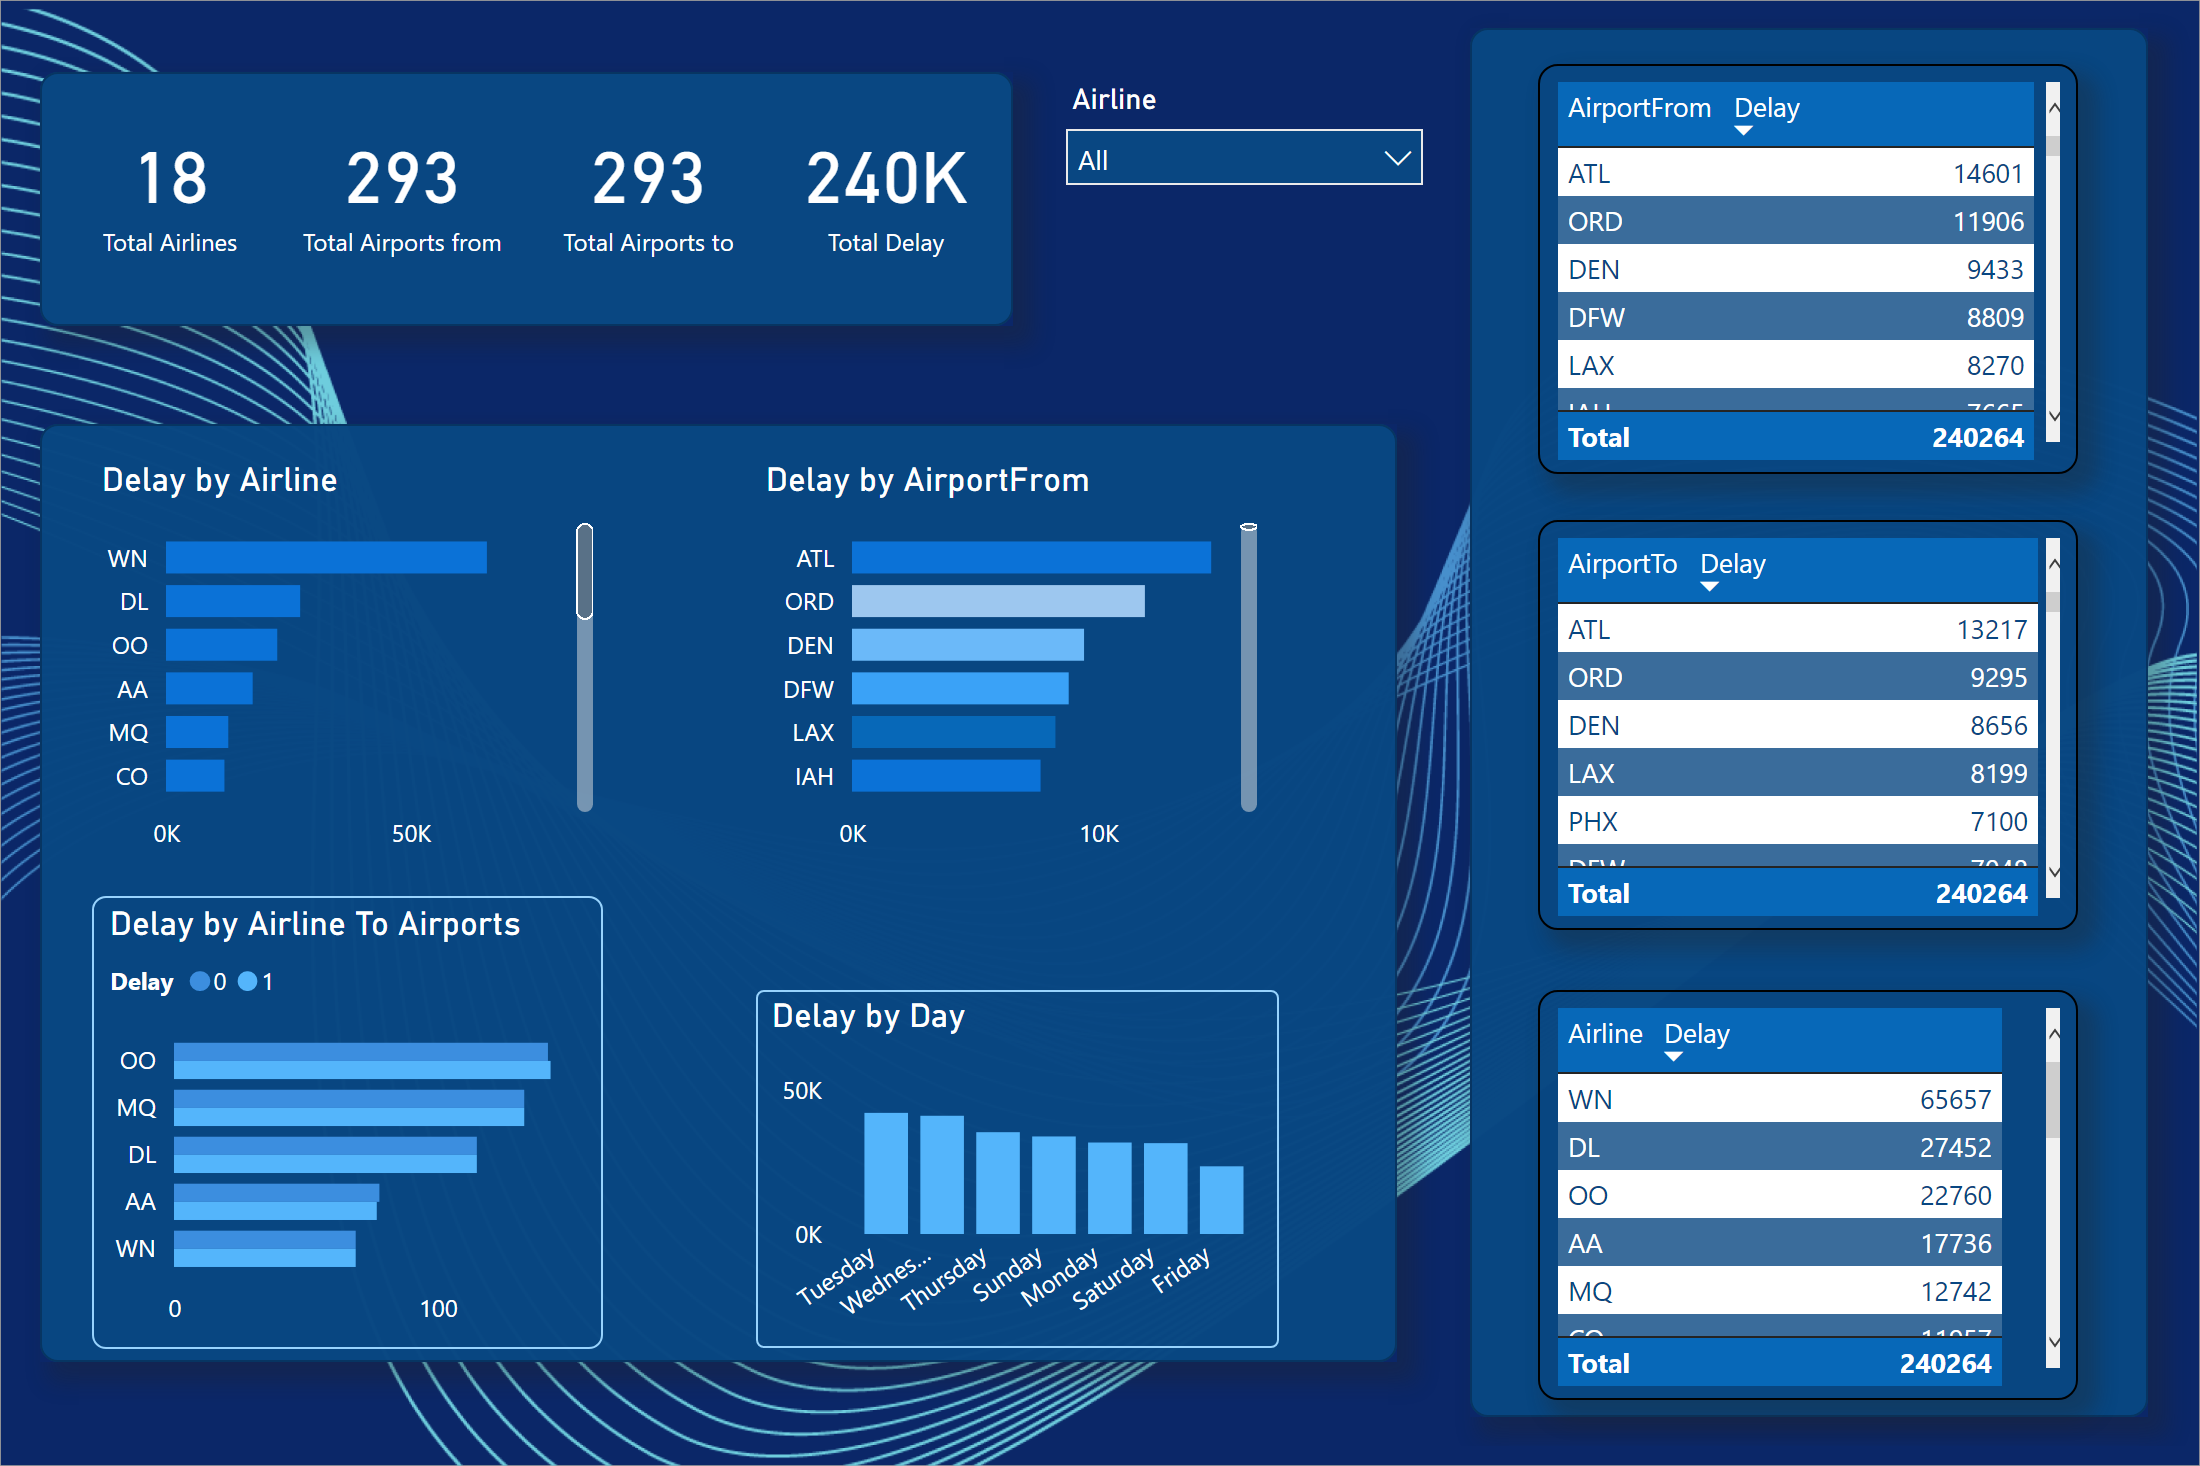 18
Total Airlines
293
Total Airports from
293
Total Airports to
240K
Total Delay
Airline
All
Delay by Airline
WN
DL
OO
AA
MQ
CO
0K 50K
Delay by AirportFrom
ATL
ORD
DEN
DFW
LAX
IAH
0K 10K
Delay by Airline To Airports
Delay 0 1
OO
MQ
DL
AA
WN
0 100
Delay by Day
50K
0K
Tuesday
Wednes...
Thursday
Sunday
Monday
Saturday
Friday
AirportFrom Delay
ATL 14601
ORD 11906
DEN 9433
DFW 8809
LAX 8270
Total 240264
AirportTo Delay
ATL 13217
ORD 9295
DEN 8656
LAX 8199
PHX 7100
Total 240264
Airline Delay
WN 65657
DL 27452
OO 22760
AA 17736
MQ 12742
Total 240264